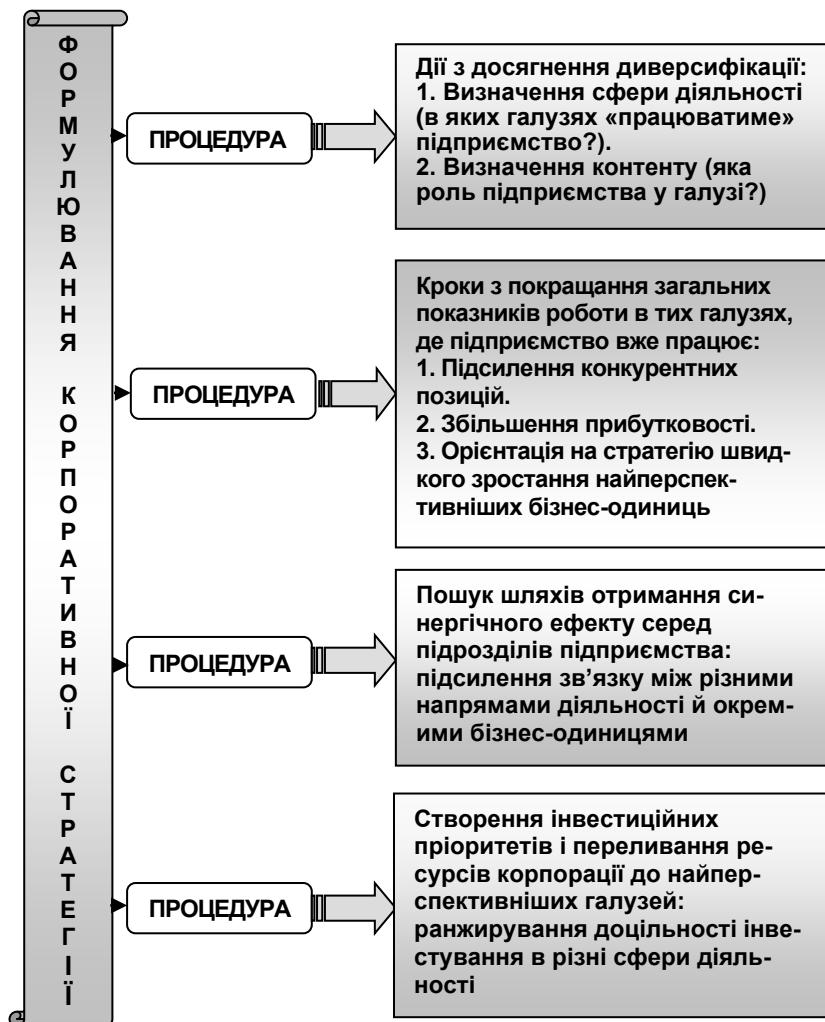 ФОРМУЛЮВАННЯ КОРПОРАТИВНОЇ СТРАТЕГІЇ
ПРОЦЕДУРА
Дії з досягнення диверсифікації:
1. Визначення сфери діяльності
(в яких галузях «працюватиме»
підприємство?).
2. Визначення контенту (яка
роль підприємства у галузі?)
ПРОЦЕДУРА
Кроки з покращання загальних
показників роботи в тих галузях,
де підприємство вже працює:
1. Підсилення конкурентних
позицій.
2. Збільшення прибутковості.
3. Орієнтація на стратегію швид-
кого зростання найперспек-
тивніших бізнес-одиниць
ПРОЦЕДУРА
Пошук шляхів отримання си-
нергічного ефекту серед
підрозділів підприємства:
підсилення зв’язку між різними
напрямами діяльності й окрем-
ими бізнес-одиницями
ПРОЦЕДУРА
Створення інвестиційних
пріоритетів і переливання ре-
сурсів корпорації до найпер-
спективніших галузей:
ранжирування доцільності інве-
стування в різні сфери діяль-
ності